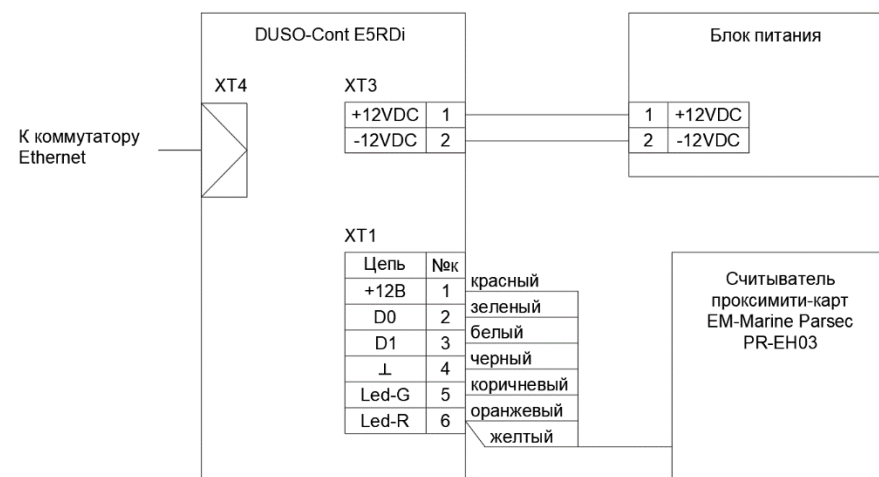 DUSO-Cont E5RDi
Блок питания
XT4
XT3
+12VDC 1
-12VDC 2
1 +12VDC
2 -12VDC
К коммутатору
Ethernet
XT1
Цепь №к
+12В 1
D0 2
D1 3
⊥ 4
Led-G 5
Led-R 6
красный
зеленый
белый
черный
коричневый
оранжевый
желтый
Считыватель
проксимити-карт
EM-Marine Parsec
PR-EH03